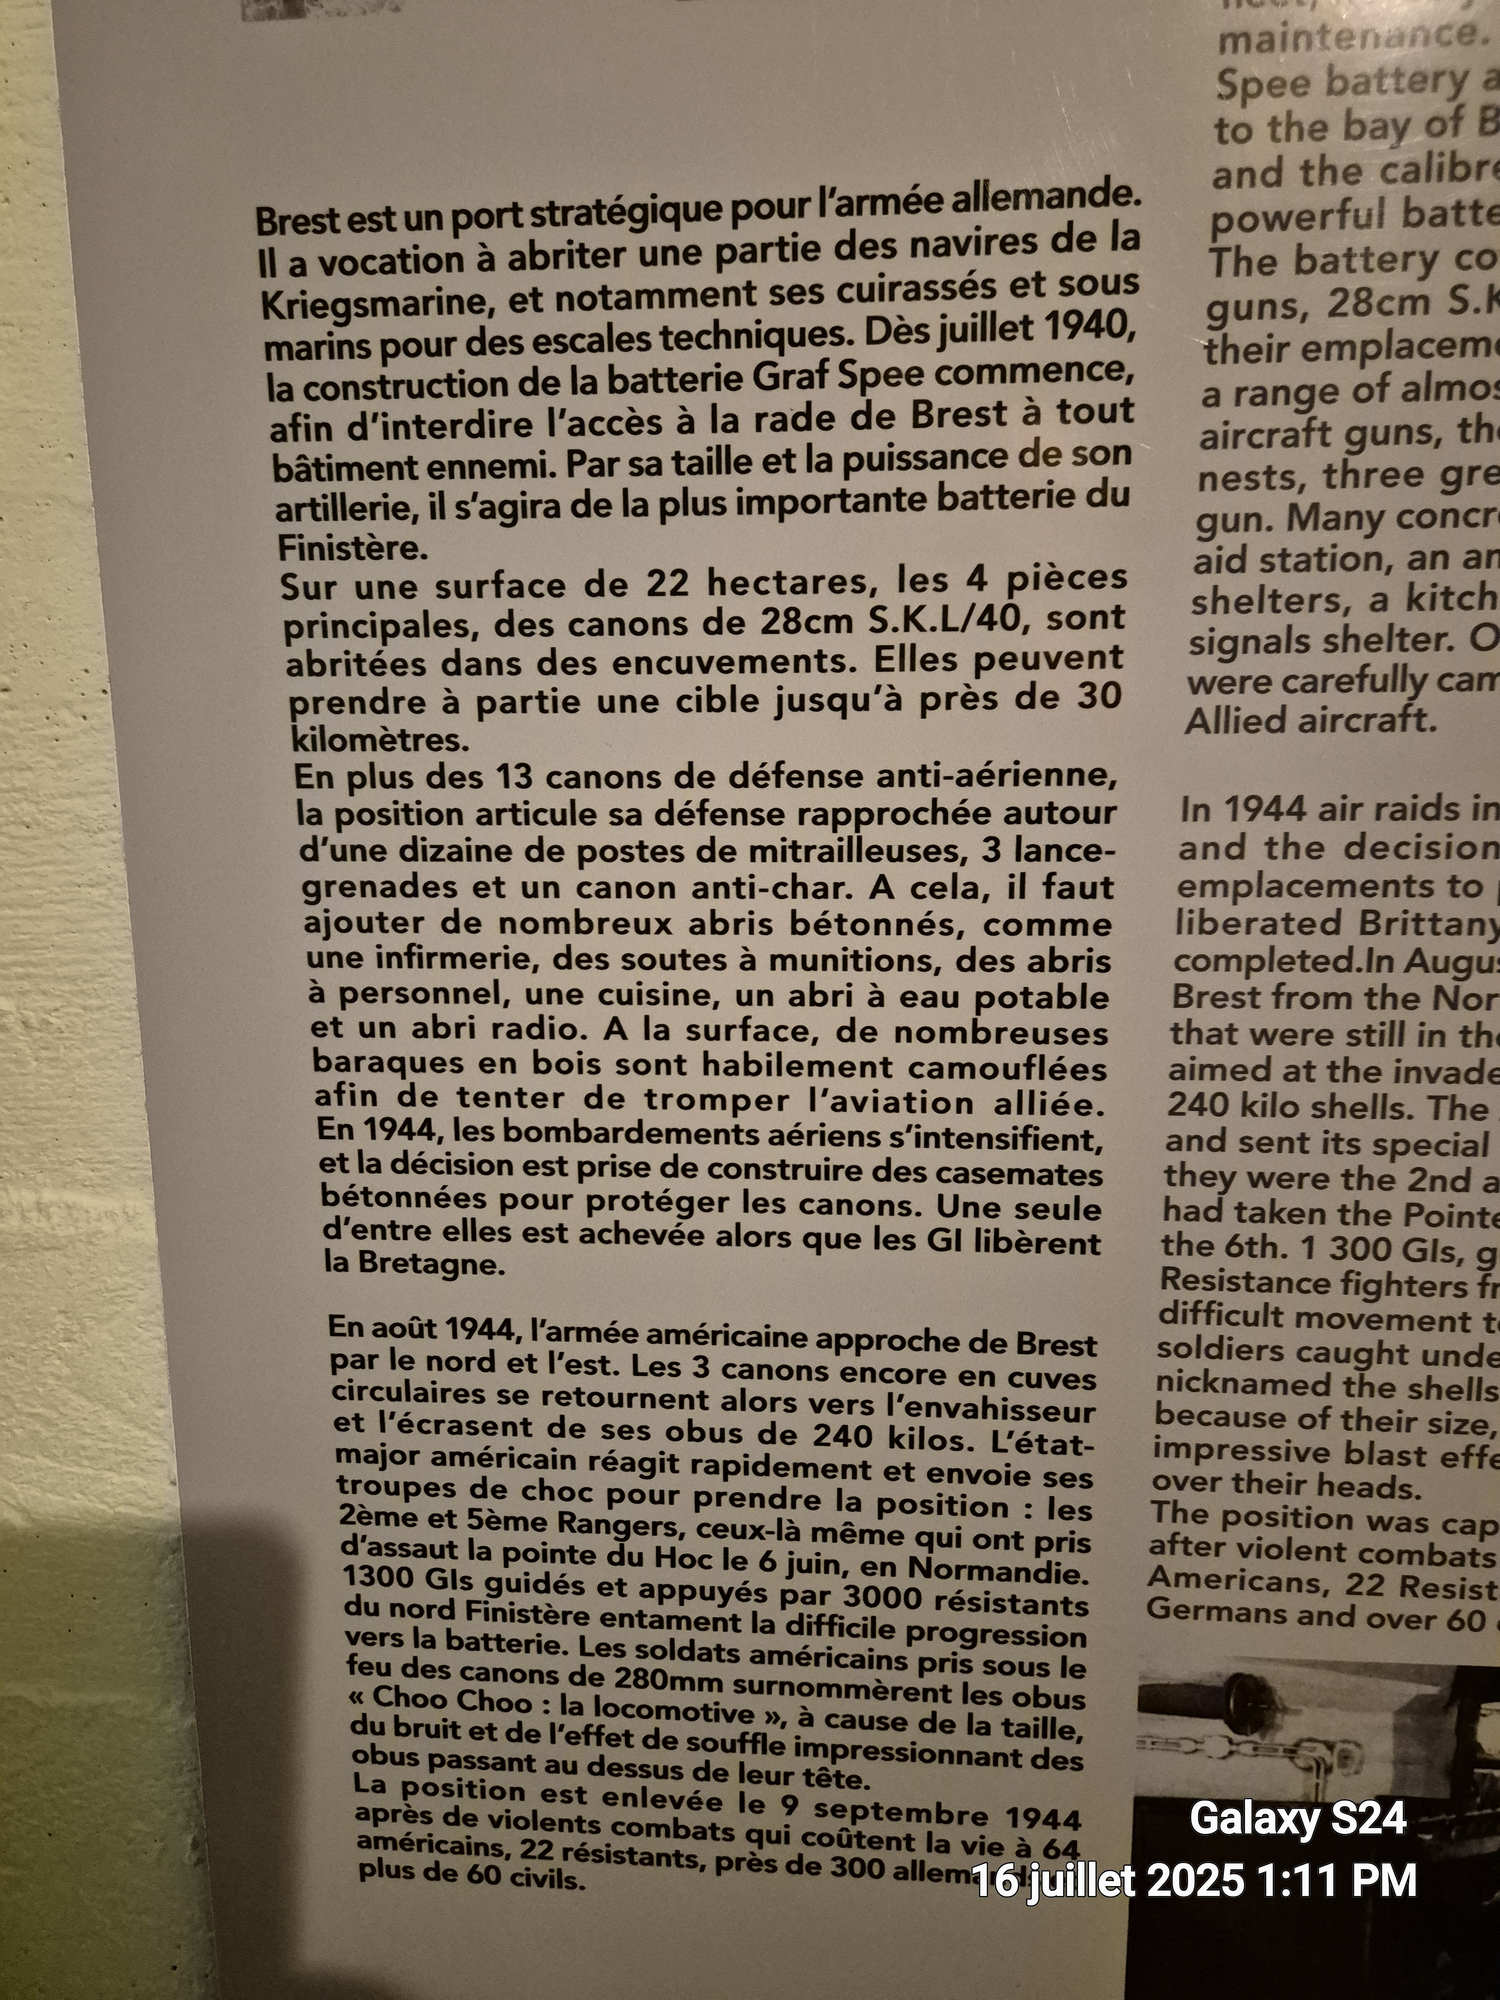 Brest est un port stratégique pour l'armée allemande.
Il a vocation à abriter une partie des navires de la
Kriegsmarine, et notamment ses cuirassés et sous
marins pour des escales techniques. Dès juillet 1940,
la construction de la batterie Graf Spee commence,
afin d'interdire l'accès à la rade de Brest à tout
bâtiment ennemi. Par sa taille et la puissance de son
artillerie, il s'agira de la plus importante batterie du
Finistère.
Sur une surface de 22 hectares, les 4 pièces
principales, des canons de 28cm S.K.L/40, sont
abritées dans des encuvements. Elles peuvent
prendre à partie une cible jusqu'à près de 30
kilomètres.
En plus des 13 canons de défense anti-aérienne,
la position articule sa défense rapprochée autour
d'une dizaine de postes de mitrailleuses, 3 lance-
grenades et un canon anti-char. A cela, il faut
ajouter de nombreux abris bétonnés, comme
une infirmerie, des soutes à munitions, des abris
à personnel, une cuisine, un abri à eau potable
et un abri radio. A la surface, de nombreuses
baraques en bois sont habilement camouflées
afin de tenter de tromper l'aviation alliée.
En 1944, les bombardements aériens s'intensifient,
et la décision est prise de construire des casemates
bétonnées pour protéger les canons. Une seule
d'entre elles est achevée alors que les GI libèrent
la Bretagne.
En août 1944, l'armée américaine approche de Brest
par le nord et l'est. Les 3 canons encore en cuves
circulaires se retournent alors vers l'envahisseur
et l'écrasent de ses obus de 240 kilos. L'état-
major américain réagit rapidement et envoie ses
troupes de choc pour prendre la position : les
2ème et 5ème Rangers, ceux-là même qui ont pris
d'assaut la pointe du Hoc le 6 juin, en Normandie.
1300 GIs guidés et appuyés par 3000 résistants
du nord Finistère entament la difficile progression
vers la batterie. Les soldats américains pris sous le
feu des canons de 280mm surnommèrent les obus
« Choo Choo : la locomotive », à cause de la taille,
du bruit et de l'effet de souffle impressionnant des
obus passant au dessus de leur tête.
La position est enlevée le 9 septembre 1944
après de violents combats qui coûtent la vie à 64
américains, 22 résistants, près de 300
plus de 60 civils.
maintenance.
Spee battery
to the bay of
and the
powerful
The battery
guns, 28cm
their
a range of
aircraft guns,
nests, three
gun. Many
aid station, an
shelters, a
signals shelter.
were carefully
Allied aircraft.
In 1944 air raids
and the decision
emplacements to
liberated Brittany
completed.In
Brest from the
that were still in
aimed at the
240 kilo shells. The
and sent its special
they were the 2nd
had taken the
the 6th. 1 300 GIs,
Resistance fighters
difficult movement
soldiers caught
nicknamed the shells
because of their size,
impressive blast
over their heads.
The position was
after violent combats
Americans, 22
Germans and over 60
Galaxy S24
16 juillet 2025 1:11 PM